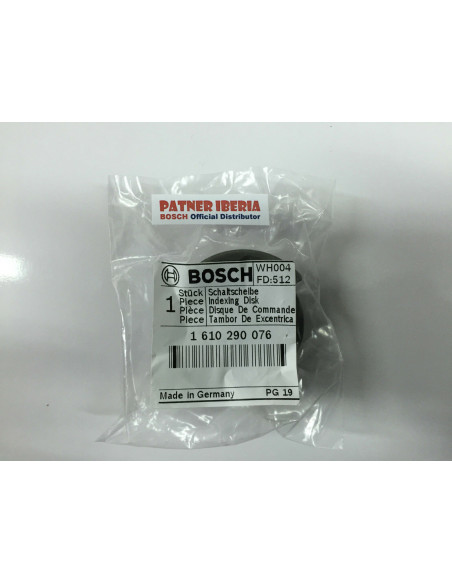 PATNER IBERIA
BOSCH Official Distributor
BOSCH
WH004
FD:512
1
Stück Schaltscheibe
Piece Indexing Disk
Pièce Disque De Commande
Piece Tambor De Excentrica
1 610 290 076
Made in Germany PG 19